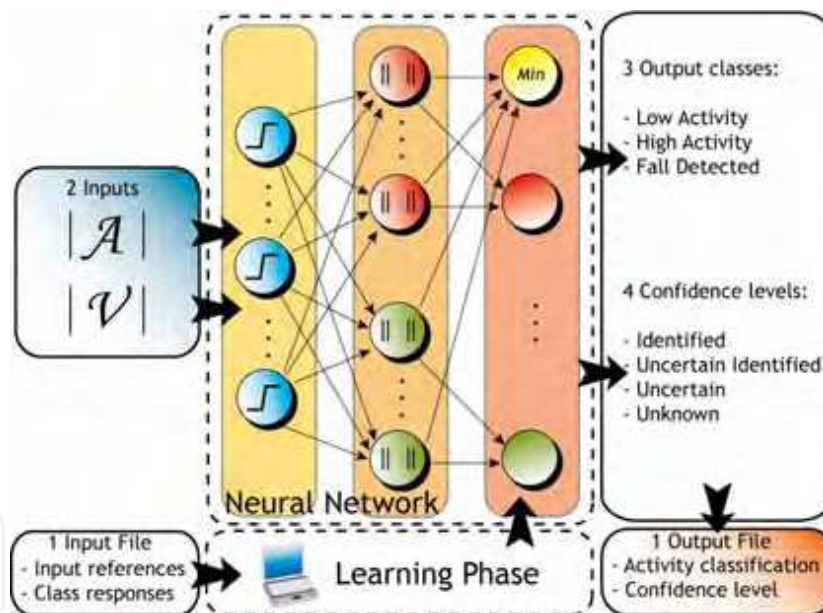 2 Inputs
| A |
| V |
Min
3 Output classes:
- Low Activity
- High Activity
- Fall Detected
4 Confidence levels:
- Identified
- Uncertain Identified
- Uncertain
- Unknown
Neural Network
1 Input File
- Input references
- Class responses
Learning Phase
1 Output File
- Activity classification
- Confidence level